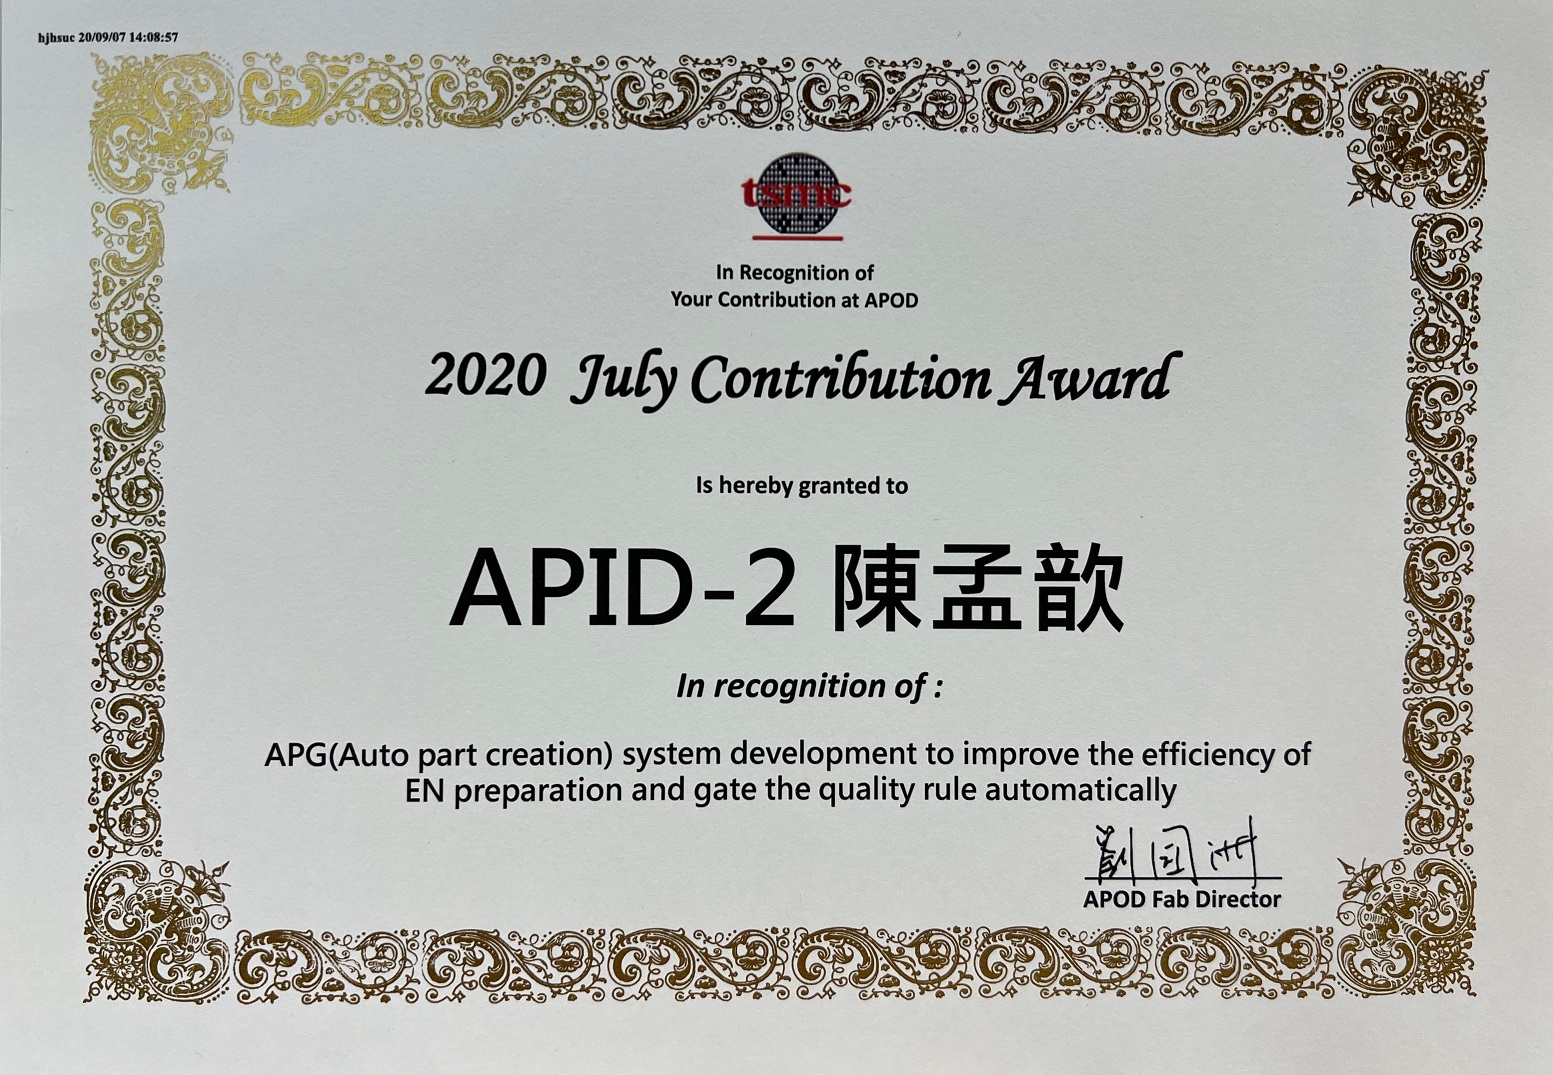 hjhsuc 20/09/07 14:08:57
tsmc
In Recognition of
Your Contribution at APOD
2020 July Contribution Award
Is hereby granted to
APID-2 陳孟歆
In recognition of :
APG(Auto part creation) system development to improve the efficiency of
EN preparation and gate the quality rule automatically
劉国洲
APOD Fab Director